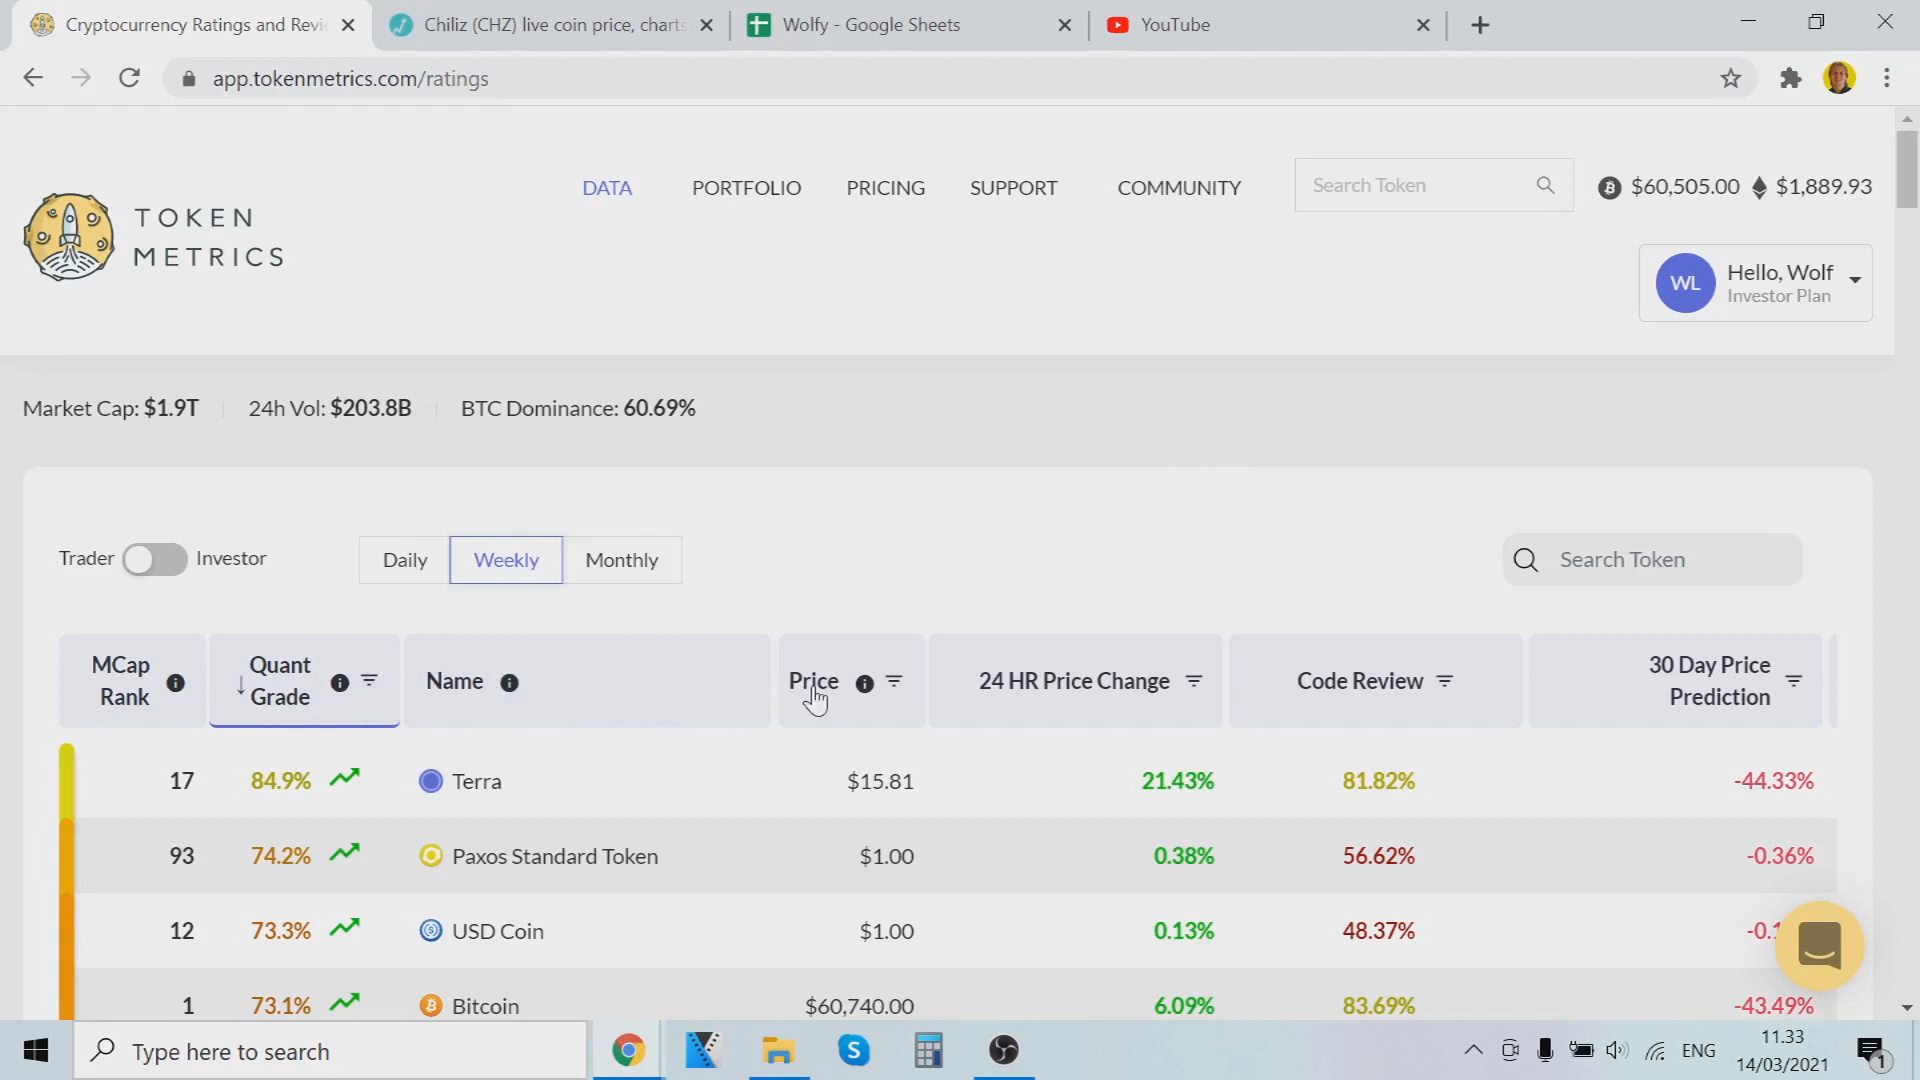 Cryptocurrency Ratings and Revi
Chiliz (CHZ) live coin price, charts
Wolfy - Google Sheets
YouTube
app.tokenmetrics.com/ratings
TOKEN
METRICS
DATA
PORTFOLIO
PRICING
SUPPORT
COMMUNITY
Search Token
$60,505.00
$1,889.93
WL
Hello, Wolf
Investor Plan
Market Cap: $1.9T
24h Vol: $203.8B
BTC Dominance: 60.69%
Trader
Investor
Daily
Weekly
Monthly
Search Token
MCap
Rank
Quant
Grade
Name
Price
24 HR Price Change
Code Review
30 Day Price
Prediction
17 84.9% Terra $15.81 21.43% 81.82% -44.33%
93 74.2% Paxos Standard Token $1.00 0.38% 56.62% -0.36%
12 73.3% USD Coin $1.00 0.13% 48.37%
1 73.1% Bitcoin $60,740.00 6.09% 83.69% -43.49%
Type here to search
ENG
11.33
14/03/2021
1